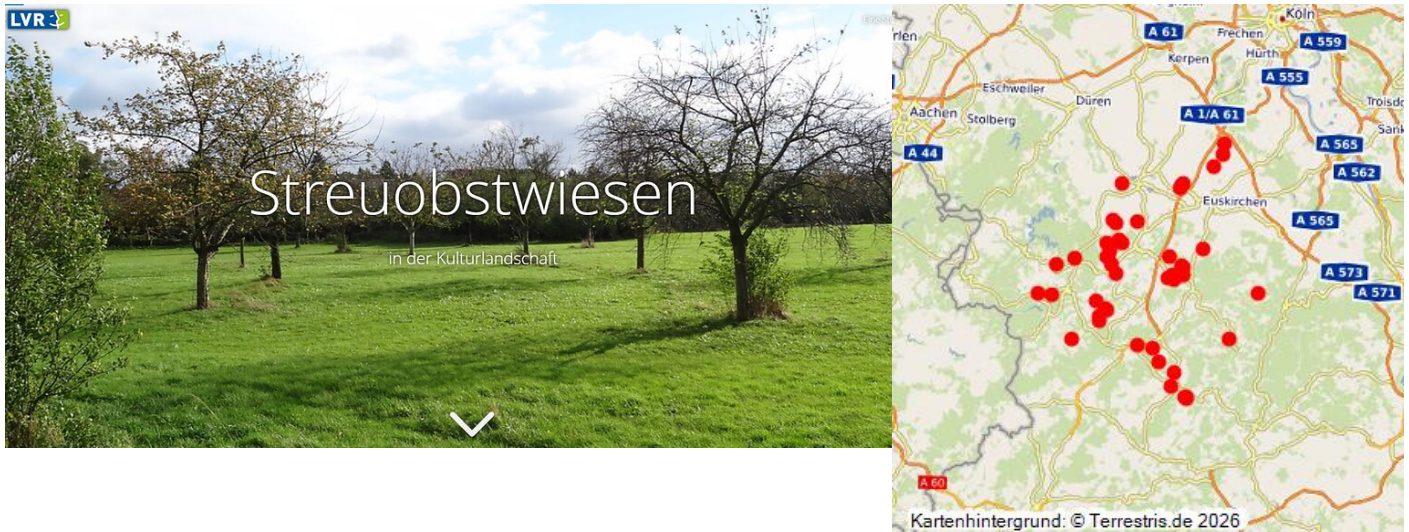 LVR
Streuobstwiesen
in der Kulturlandschaft
Köln
A 61
Frechen
A 559
Hürth
Kerpen
A 555
Eschweiler
Düren
Aachen
Stolberg
A 1/A 61
A 44
A 565
A 562
Euskirchen
A 565
A 573
A 571
A 60
Kartenhintergrund: © Terrestris.de 2026